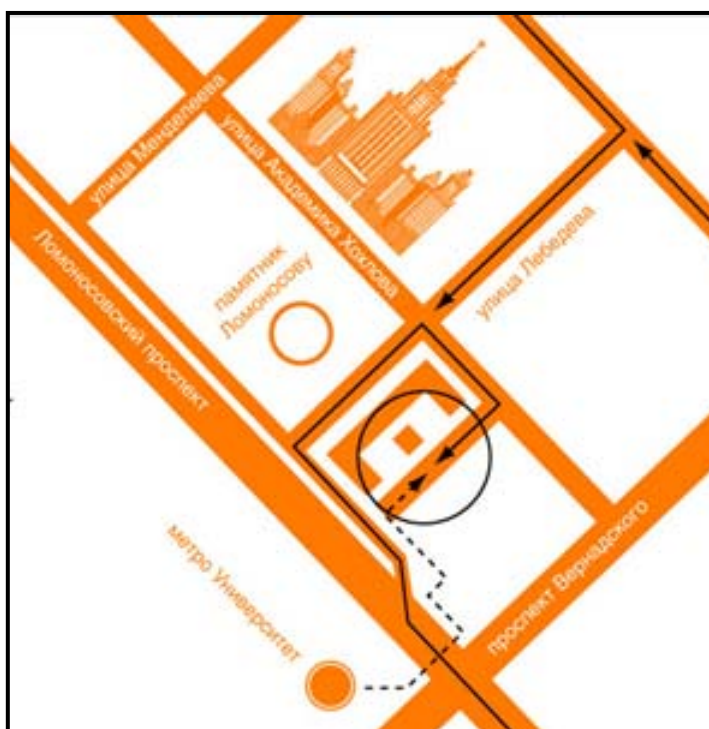 улица Менделеева
улица Академика Хохлова
Ломоносовский проспект
памятник
Ломоносову
улица Лебедева
метро Университет
проспект Вернадского